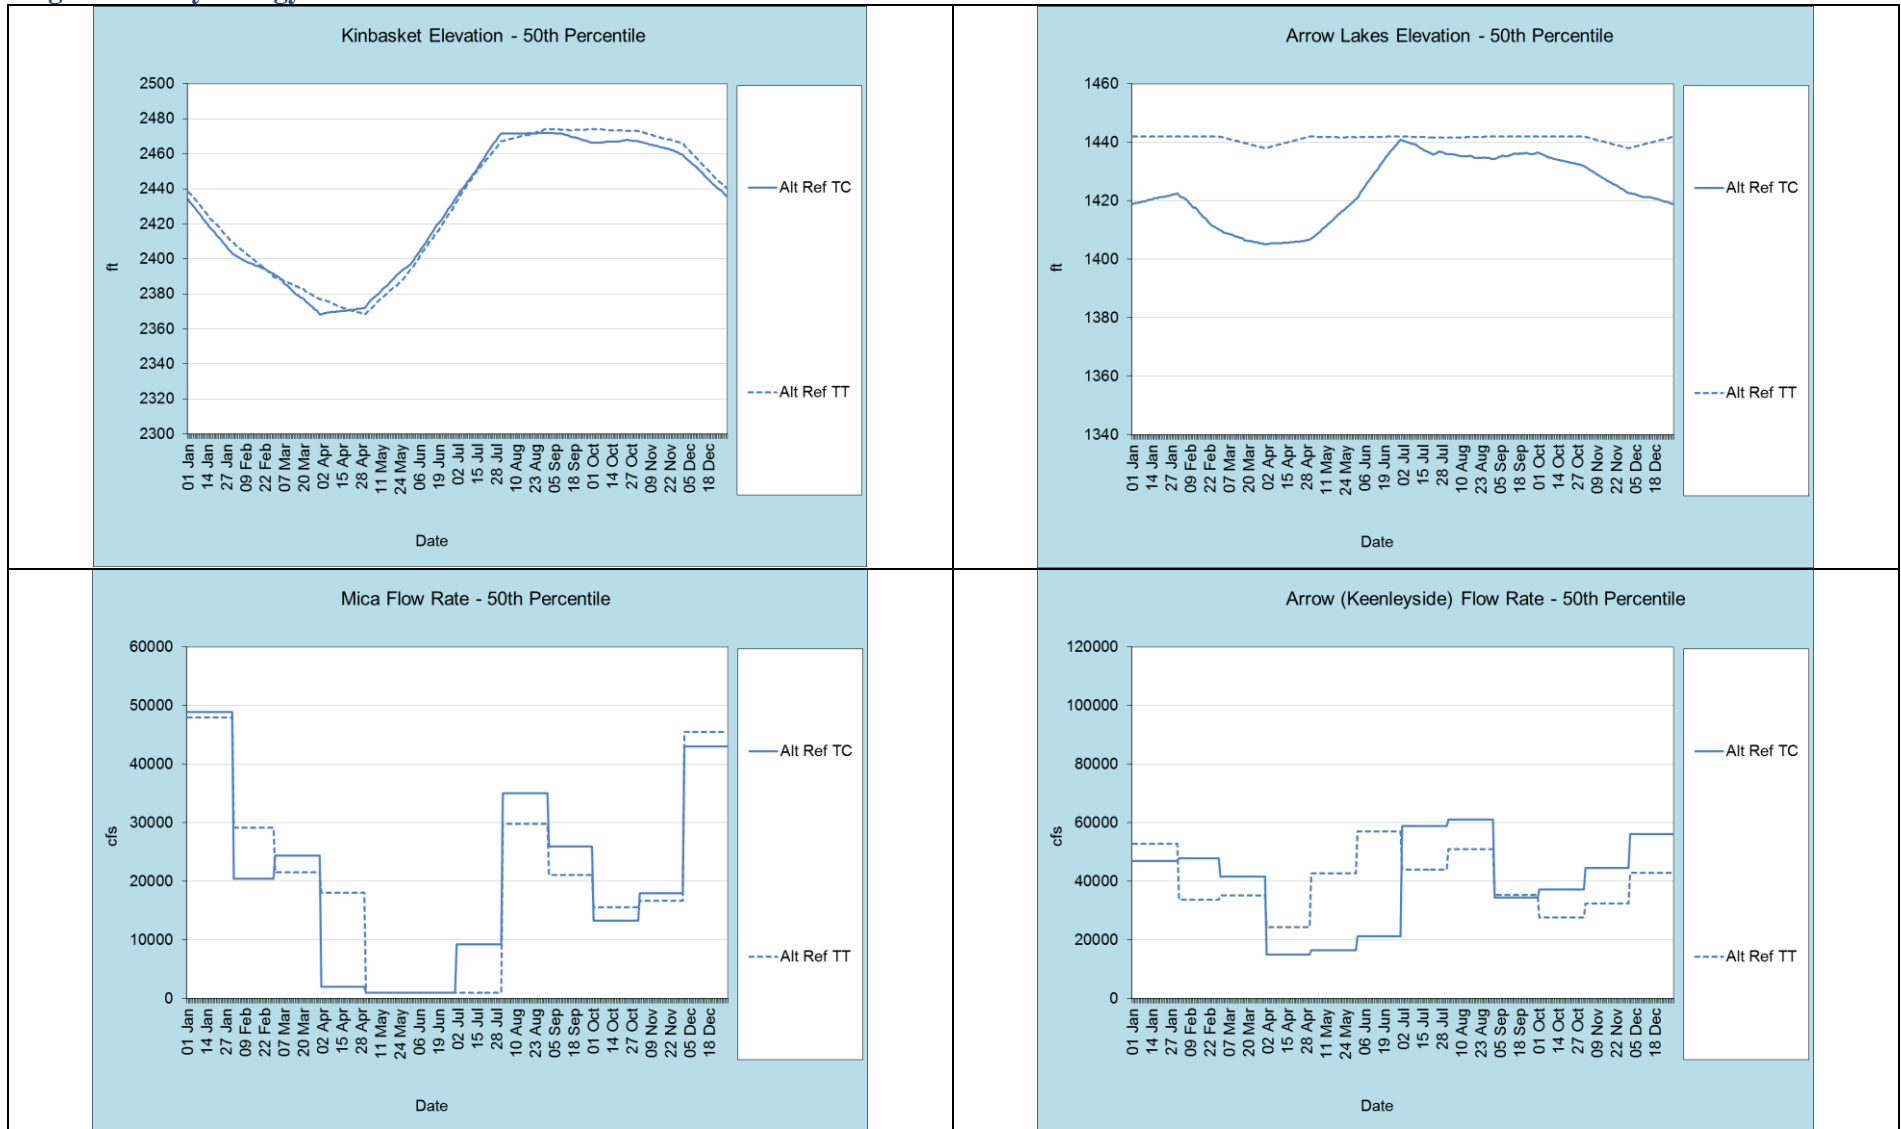 Kinbasket Elevation - 50th Percentile
2500
2480
2460
2440
2420
2400
2380
2360
2340
2320
2300
ft
01 Jan
14 Jan
27 Jan
09 Feb
22 Feb
07 Mar
20 Mar
02 Apr
15 Apr
28 Apr
11 May
24 May
06 Jun
19 Jun
02 Jul
15 Jul
28 Jul
10 Aug
23 Aug
05 Sep
18 Sep
01 Oct
14 Oct
27 Oct
09 Nov
22 Nov
05 Dec
18 Dec
Date
Alt Ref TC
Alt Ref TT
Arrow Lakes Elevation - 50th Percentile
1460
1440
1420
1400
1380
1360
1340
ft
01 Jan
14 Jan
27 Jan
09 Feb
22 Feb
07 Mar
20 Mar
02 Apr
15 Apr
28 Apr
11 May
24 May
06 Jun
19 Jun
02 Jul
15 Jul
28 Jul
10 Aug
23 Aug
05 Sep
18 Sep
01 Oct
14 Oct
27 Oct
09 Nov
22 Nov
05 Dec
18 Dec
Date
Alt Ref TC
Alt Ref TT
Mica Flow Rate - 50th Percentile
60000
50000
40000
30000
20000
10000
0
cfs
01 Jan
14 Jan
27 Jan
09 Feb
22 Feb
07 Mar
20 Mar
02 Apr
15 Apr
28 Apr
11 May
24 May
06 Jun
19 Jun
02 Jul
15 Jul
28 Jul
10 Aug
23 Aug
05 Sep
18 Sep
01 Oct
14 Oct
27 Oct
09 Nov
22 Nov
05 Dec
18 Dec
Date
Alt Ref TC
Alt Ref TT
Arrow (Keenleyside) Flow Rate - 50th Percentile
120000
100000
80000
60000
40000
20000
0
cfs
01 Jan
14 Jan
27 Jan
09 Feb
22 Feb
07 Mar
20 Mar
02 Apr
15 Apr
28 Apr
11 May
24 May
06 Jun
19 Jun
02 Jul
15 Jul
28 Jul
10 Aug
23 Aug
05 Sep
18 Sep
01 Oct
14 Oct
27 Oct
09 Nov
22 Nov
05 Dec
18 Dec
Date
Alt Ref TC
Alt Ref TT